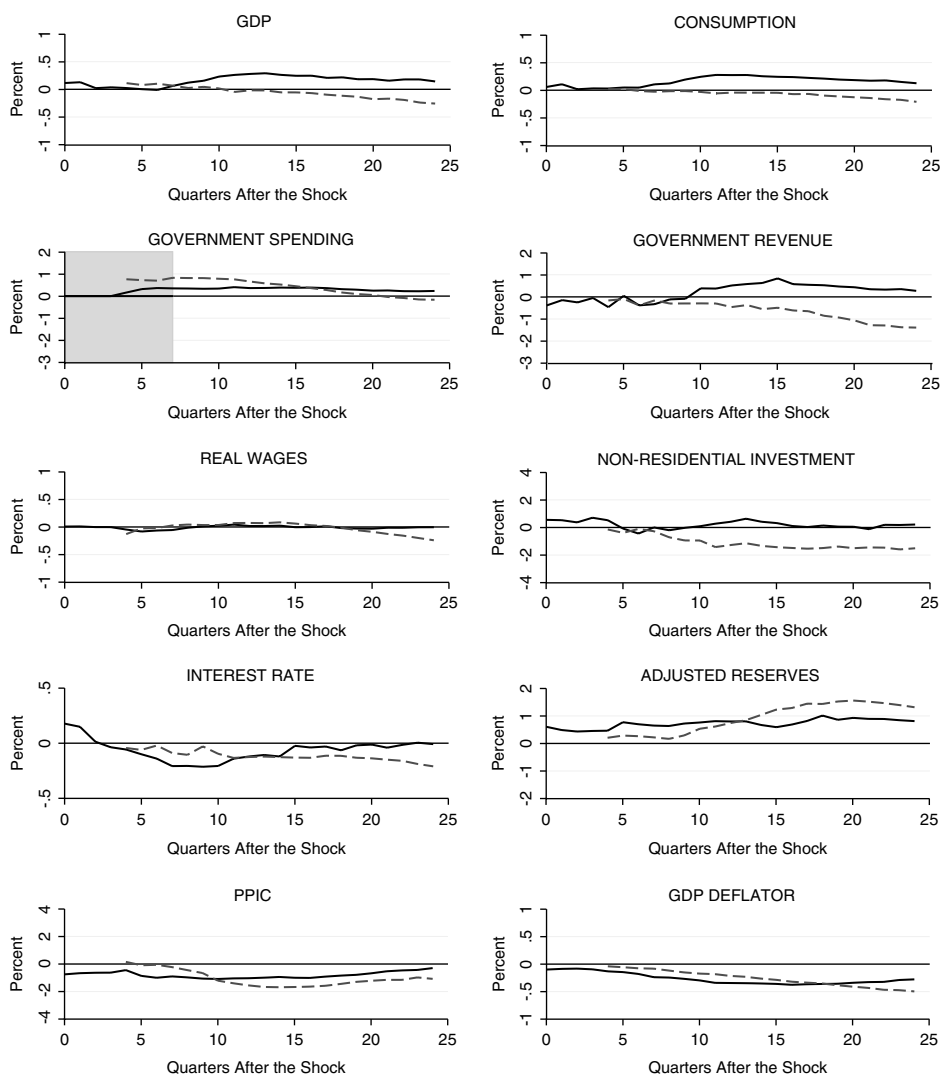 GDP
Percent
1
.5
0
-.5
-1
0 5 10 15 20 25
Quarters After the Shock
CONSUMPTION
Percent
1
.5
0
-.5
-1
0 5 10 15 20 25
Quarters After the Shock
GOVERNMENT SPENDING
Percent
2
1
0
-1
-2
-3
0 5 10 15 20 25
Quarters After the Shock
GOVERNMENT REVENUE
Percent
2
1
0
-1
-2
-3
0 5 10 15 20 25
Quarters After the Shock
REAL WAGES
Percent
1
.5
0
-.5
-1
0 5 10 15 20 25
Quarters After the Shock
NON-RESIDENTIAL INVESTMENT
Percent
4
2
0
-2
-4
0 5 10 15 20 25
Quarters After the Shock
INTEREST RATE
Percent
.5
0
-.5
0 5 10 15 20 25
Quarters After the Shock
ADJUSTED RESERVES
Percent
2
1
0
-1
-2
0 5 10 15 20 25
Quarters After the Shock
PPIC
Percent
4
2
0
-2
-4
0 5 10 15 20 25
Quarters After the Shock
GDP DEFLATOR
Percent
1
.5
0
-.5
-1
0 5 10 15 20 25
Quarters After the Shock